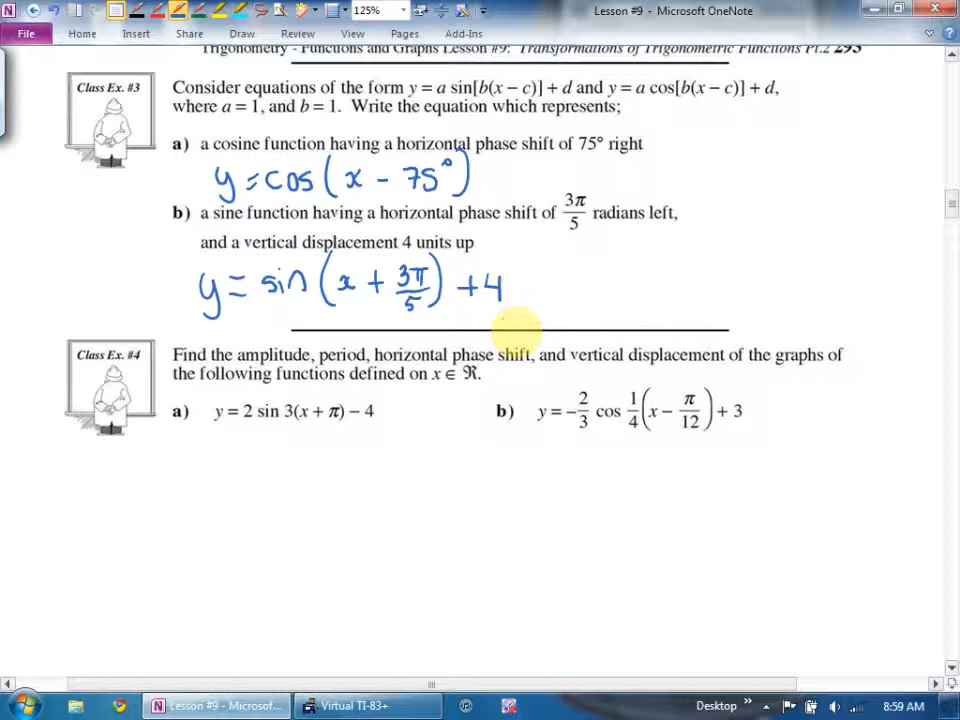 Lesson #9 - Microsoft OneNote
125%
File Home Insert Share Draw Review View Pages Add-Ins
Trigonometry - Functions and Graphs Lesson #9: Transformations of Trigonometric Functions Pt.2 293
Class Ex. #3
Consider equations of the form y = a sin[b(x − c)] + d and y = a cos[b(x − c)] + d,
where a = 1, and b = 1. Write the equation which represents;
a) a cosine function having a horizontal phase shift of 75° right
y = cos (x − 75°)
b) a sine function having a horizontal phase shift of 3π/5 radians left,
and a vertical displacement 4 units up
y = sin (x + 3π/5) + 4
Class Ex. #4
Find the amplitude, period, horizontal phase shift, and vertical displacement of the graphs of
the following functions defined on x ∈ ℜ.
a) y = 2 sin 3(x + π) − 4 b) y = −2/3 cos 1/4(x − π/12) + 3
Lesson #9 - Microsof... Virtual TI-83+ Desktop » 8:59 AM